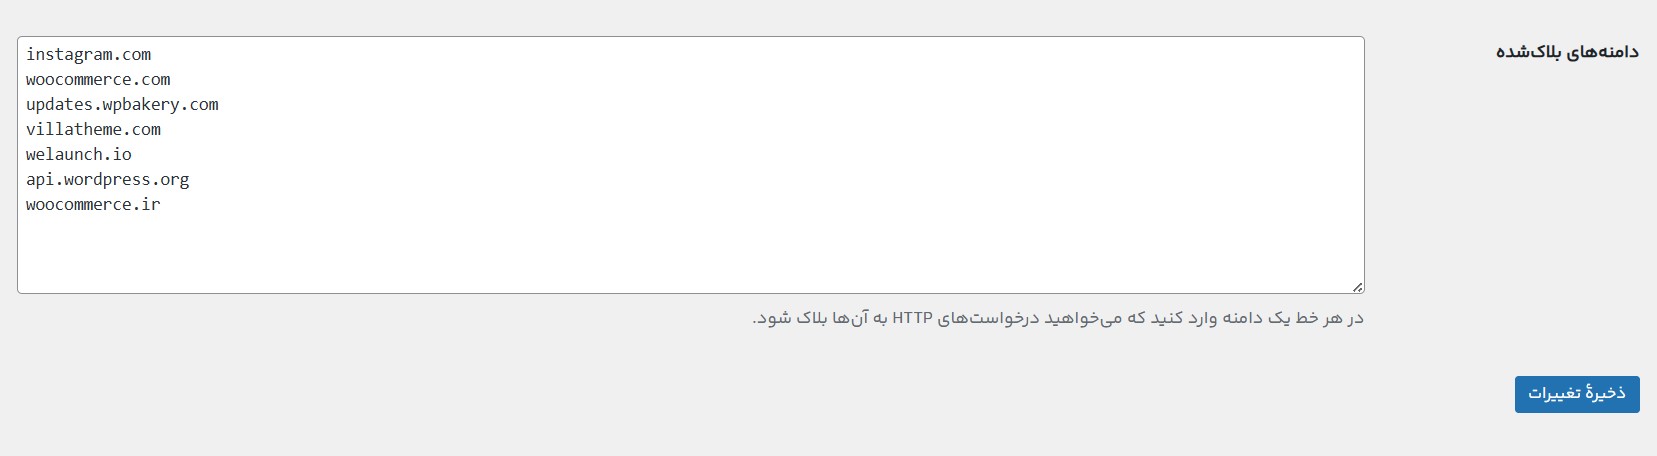 دامنه‌های بلاک‌شده
instagram.com
woocommerce.com
updates.wpbakery.com
villatheme.com
welaunch.io
api.wordpress.org
woocommerce.ir
در هر خط یک دامنه وارد کنید که می‌خواهید درخواست‌های HTTP به آن‌ها بلاک شود.
ذخیرهٔ تغییرات